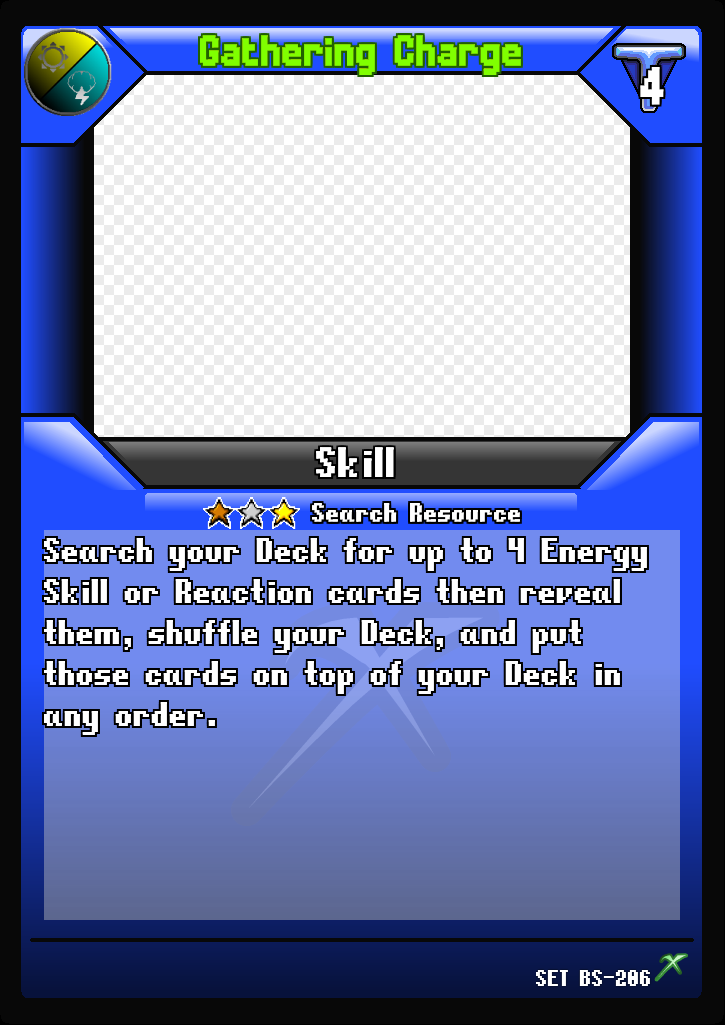 Gathering Charge
4
Skill
Search Resource
Search your Deck for up to 4 Energy
Skill or Reaction cards then reveal
them, shuffle your Deck, and put
those cards on top of your Deck in
any order.
SET BS-206